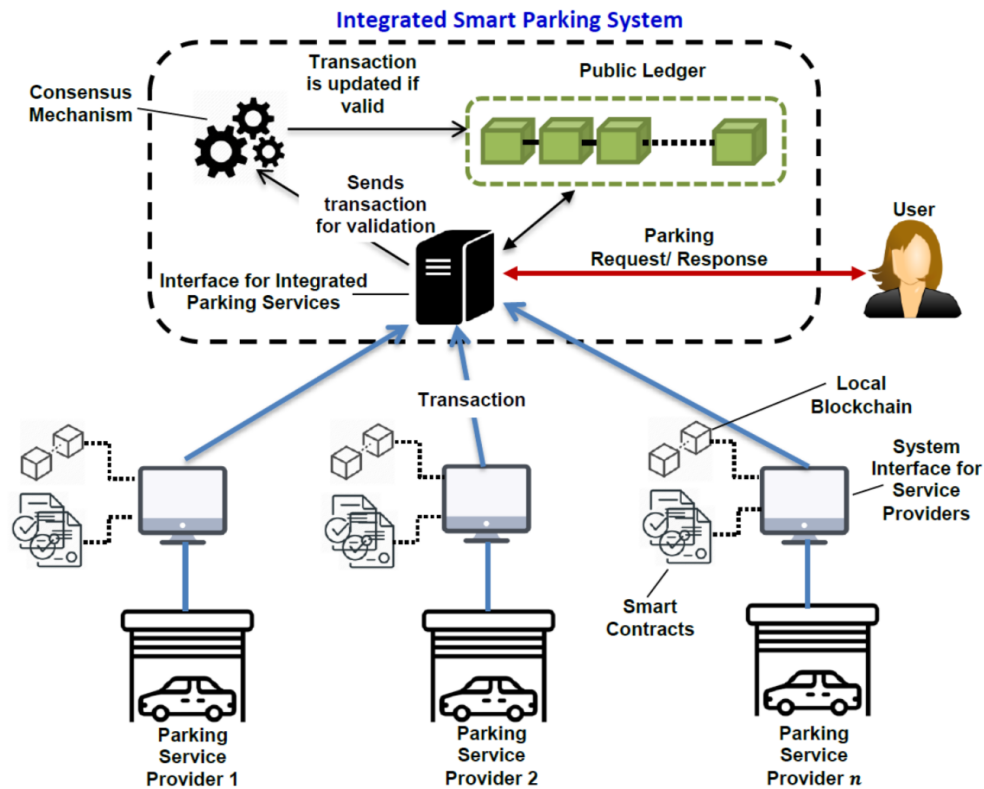 Integrated Smart Parking System
Transaction
is updated if
valid
Public Ledger
Consensus
Mechanism
Sends
transaction
for validation
User
Parking
Request/ Response
Interface for Integrated
Parking Services
Transaction
Local
Blockchain
System
Interface for
Service
Providers
Smart
Contracts
Parking
Service
Provider 1
Parking
Service
Provider 2
Parking
Service
Provider n